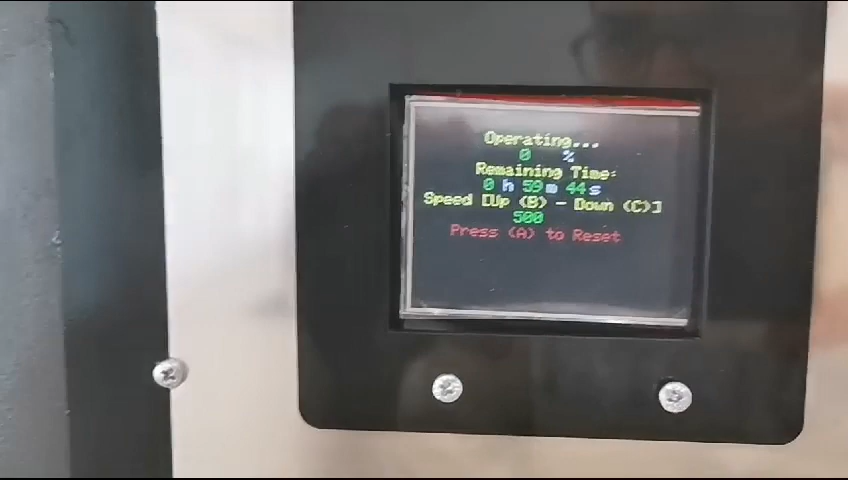 Operating...
0 %
Remaining Time:
0 h 59 m 44 s
Speed [Up (B) - Down (C)]
500
Press (A) to Reset